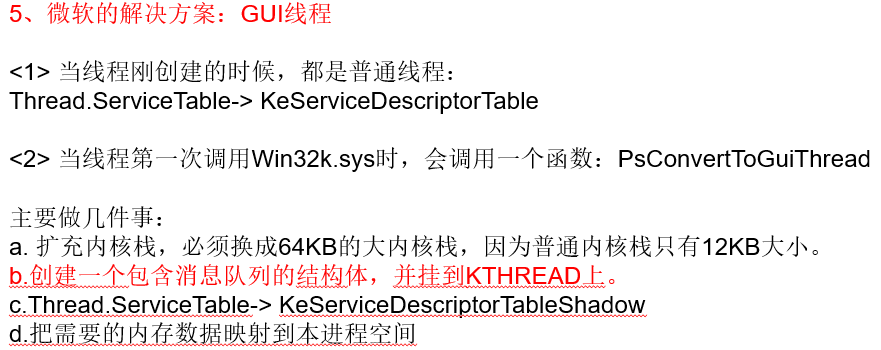 5、微软的解决方案：GUI线程
<1> 当线程刚创建的时候，都是普通线程：
Thread.ServiceTable-> KeServiceDescriptorTable
<2> 当线程第一次调用Win32k.sys时，会调用一个函数：PsConvertToGuiThread
主要做几件事：
a. 扩充内核栈，必须换成64KB的大内核栈，因为普通内核栈只有12KB大小。
b.创建一个包含消息队列的结构体，并挂到KTHREAD上。
c.Thread.ServiceTable-> KeServiceDescriptorTableShadow
d.把需要的内存数据映射到本进程空间